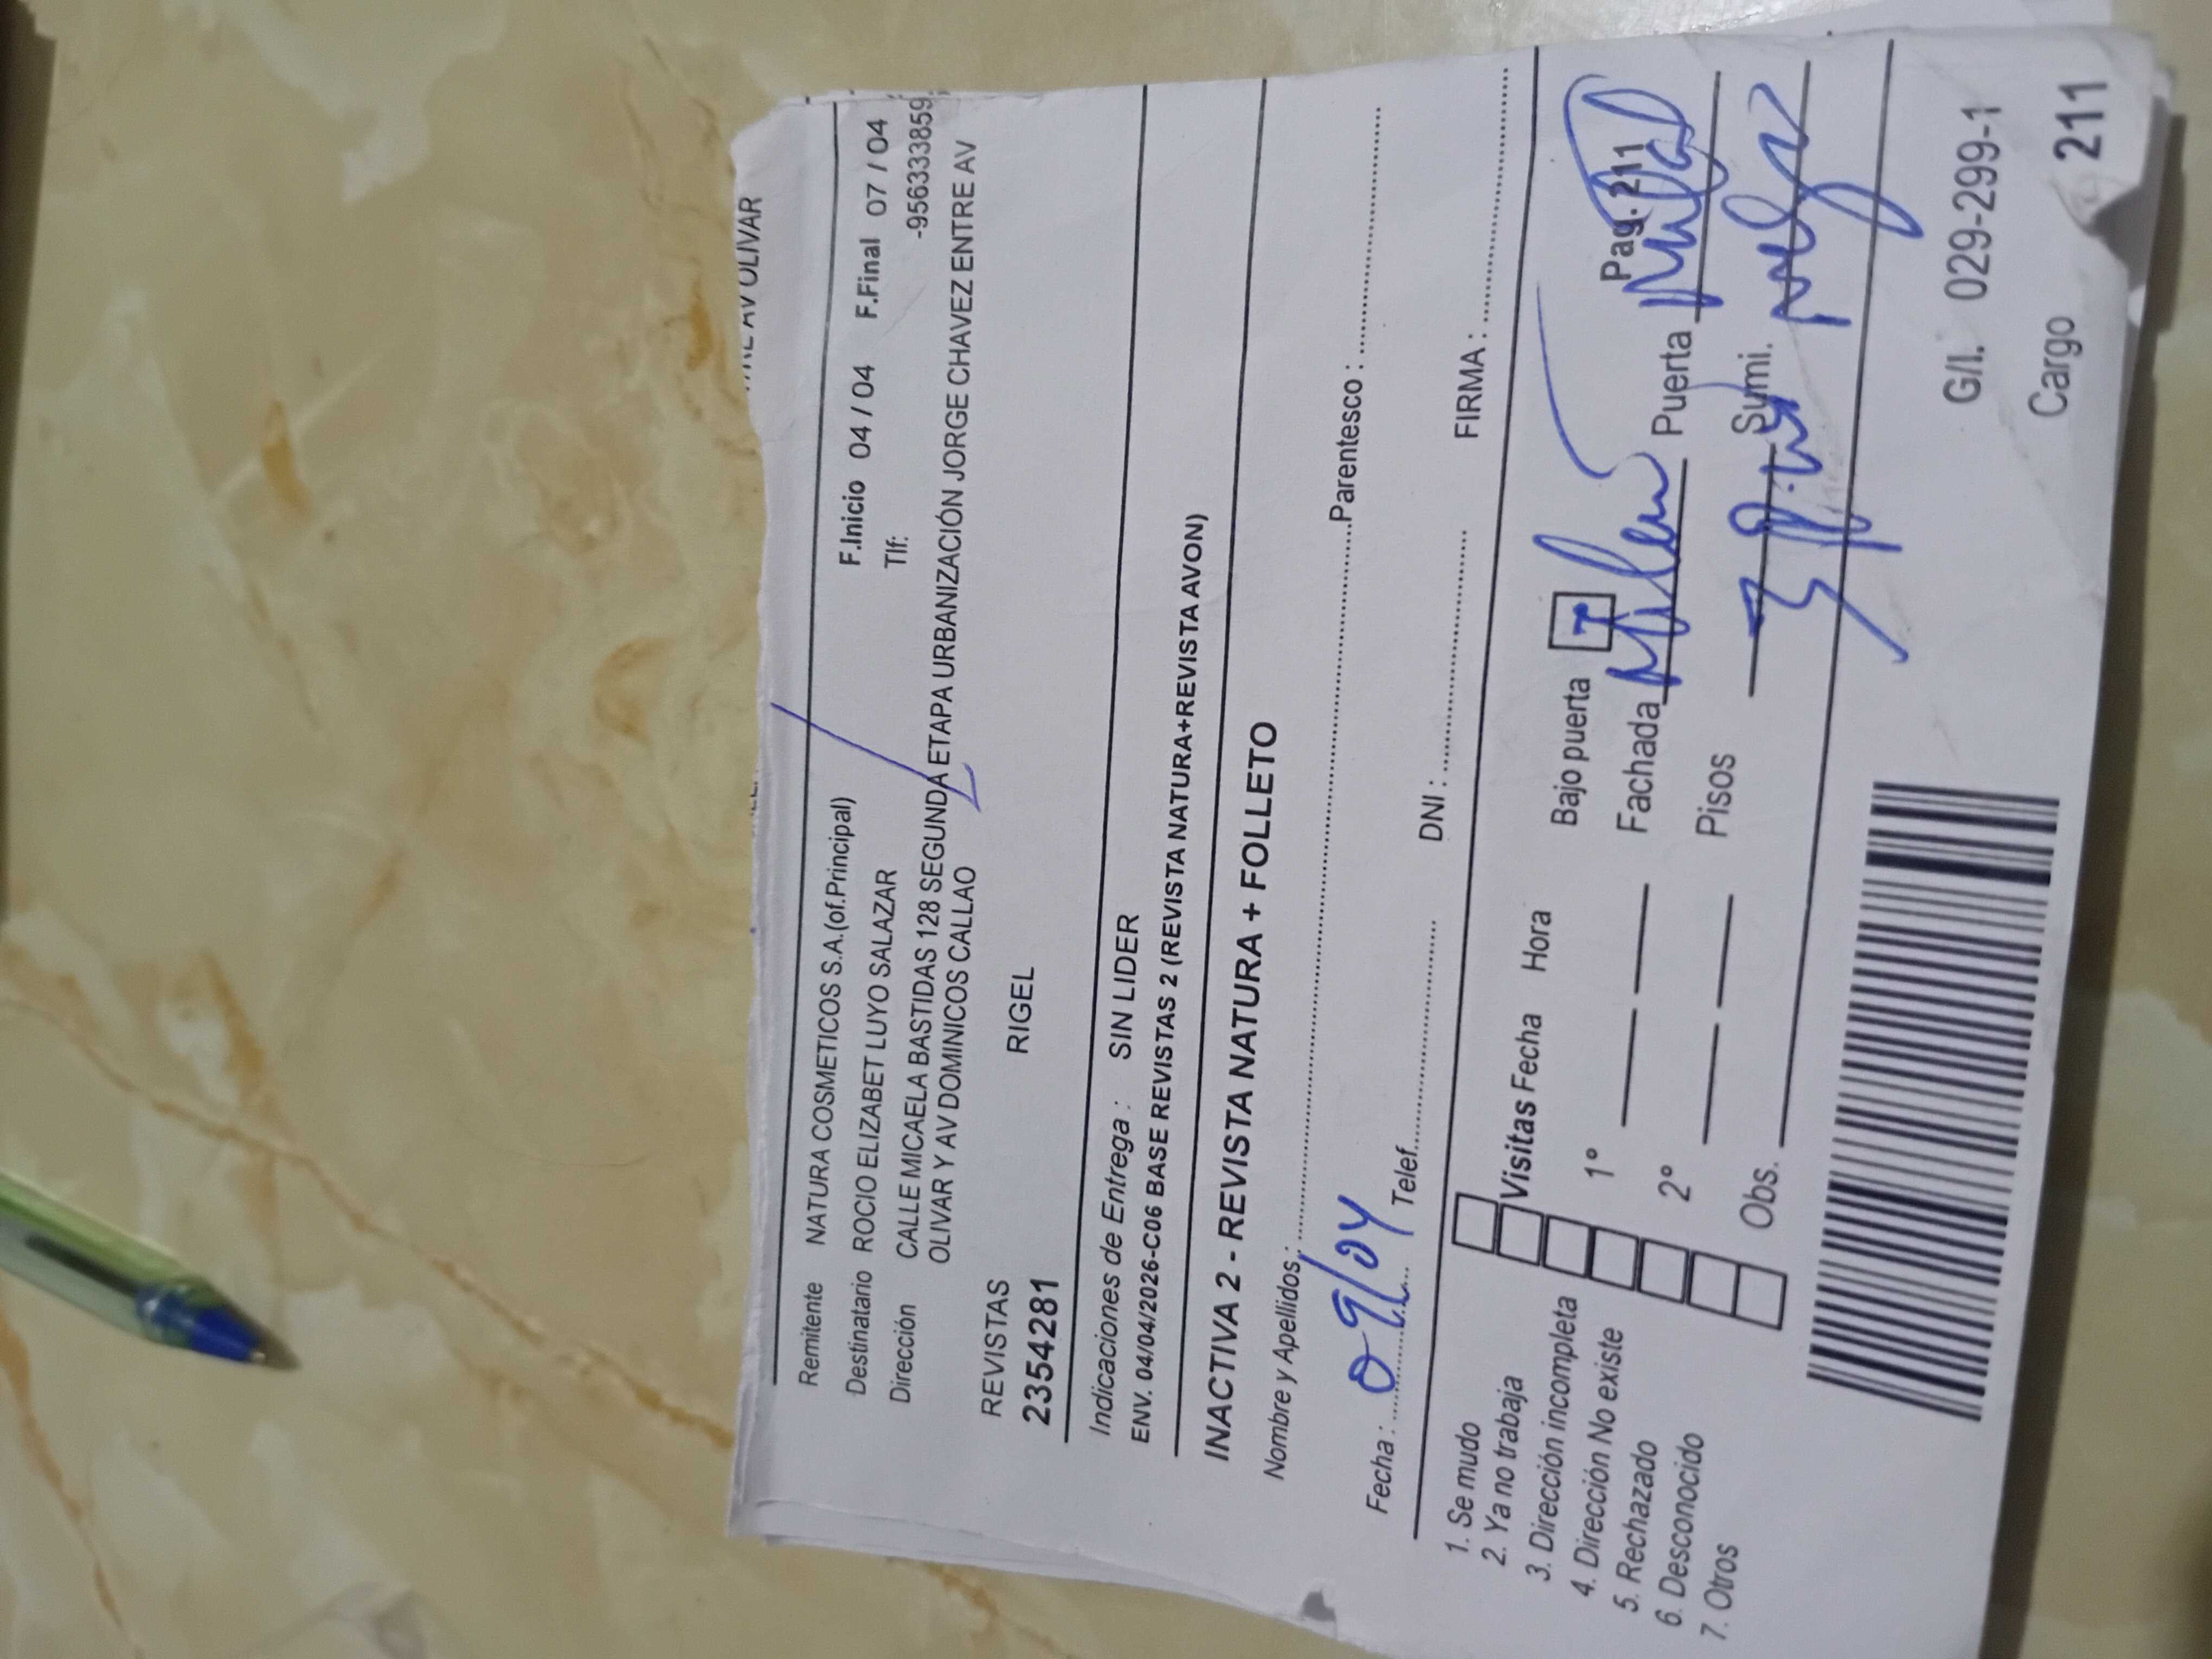 AV OLIVAR
Remitente NATURA COSMETICOS S.A.(of.Principal) F.Inicio 04 / 04 F.Final 07 / 04
Destinatario ROCIO ELIZABET LUYO SALAZAR Tlf: -956333859
Dirección CALLE MICAELA BASTIDAS 128 SEGUNDA ETAPA URBANIZACIÓN JORGE CHAVEZ ENTRE AV
OLIVAR Y AV DOMINICOS CALLAO
REVISTAS RIGEL
2354281
Indicaciones de Entrega : SIN LIDER
ENV. 04/04/2026-C06 BASE REVISTAS 2 (REVISTA NATURA+REVISTA AVON)
INACTIVA 2 - REVISTA NATURA + FOLLETO
Nombre y Apellidos: Parentesco :
Fecha : 09/04 Telef. DNI : FIRMA :
1. Se mudo
2. Ya no trabaja
3. Dirección incompleta
4. Dirección No existe
5. Rechazado
6. Desconocido
7. Otros
Visitas Fecha Hora
1°
2°
Obs.
Bajo puerta Pag. 211
Fachada Puerta
Pisos Sumi.
G/I. 029-299-1
Cargo 211